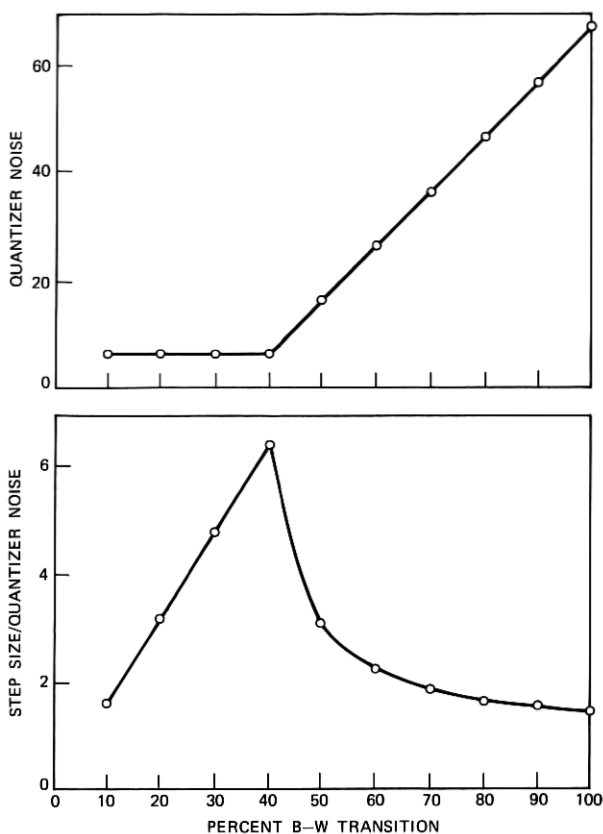 60
40
20
0
QUANTIZER NOISE
6
4
2
0
STEP SIZE/QUANTIZER NOISE
0 10 20 30 40 50 60 70 80 90 100
PERCENT B–W TRANSITION